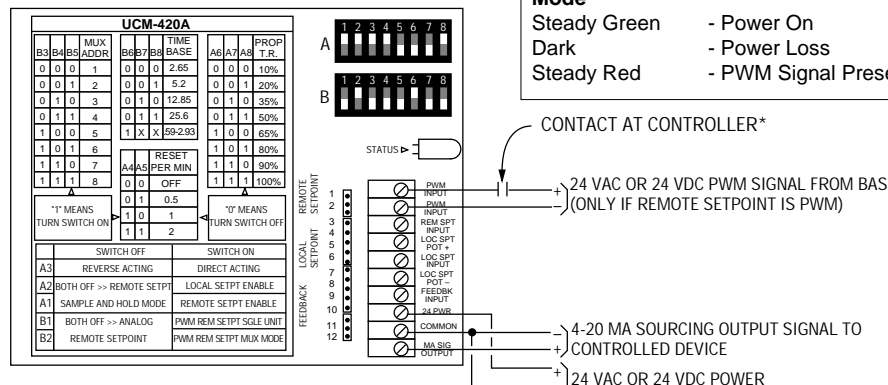 Mode
Steady Green - Power On
Dark - Power Loss
Steady Red - PWM Signal Prese
UCM-420A
B3 B4 B5 MUX ADDR
0 0 0 1
0 0 1 2
0 1 0 3
0 1 1 4
1 0 0 5
1 0 1 6
1 1 0 7
1 1 1 8
B6 B7 B8 TIME BASE
0 0 0 2.65
0 0 1 5.2
0 1 0 12.85
0 1 1 25.6
1 X X .59-2.93
A4 A5 RESET PER MIN
0 0 OFF
0 1 0.5
1 0 1
1 1 2
A6 A7 A8 PROP T.R.
0 0 0 10%
0 0 1 20%
0 1 0 35%
0 1 1 50%
1 0 0 65%
1 0 1 80%
1 1 0 90%
1 1 1 100%
"1" MEANS
TURN SWITCH ON
"0" MEANS
TURN SWITCH OFF
SWITCH OFF SWITCH ON
A3 REVERSE ACTING DIRECT ACTING
A2 BOTH OFF >> REMOTE SETPT LOCAL SETPT ENABLE
A1 SAMPLE AND HOLD MODE REMOTE SETPT ENABLE
B1 BOTH OFF >> ANALOG PWM REM SETPT SGLE UNIT
B2 REMOTE SETPOINT PWM REM SETPT MUX MODE
A 1 2 3 4 5 6 7 8
B 1 2 3 4 5 6 7 8
STATUS
REMOTE SETPOINT
LOCAL SETPOINT
FEEDBACK
1
2
3
4
5
6
7
8
9
10
11
12
PWM INPUT
PWM INPUT
REM SPT INPUT
LOC SPT POT +
LOC SPT INPUT
LOC SPT POT –
FEEDBK INPUT
24 PWR
COMMON
MA SIG OUTPUT
CONTACT AT CONTROLLER*
+ 24 VAC OR 24 VDC PWM SIGNAL FROM BAS
– (ONLY IF REMOTE SETPOINT IS PWM)
– 4-20 MA SOURCING OUTPUT SIGNAL TO
+ CONTROLLED DEVICE
+ 24 VAC OR 24 VDC POWER